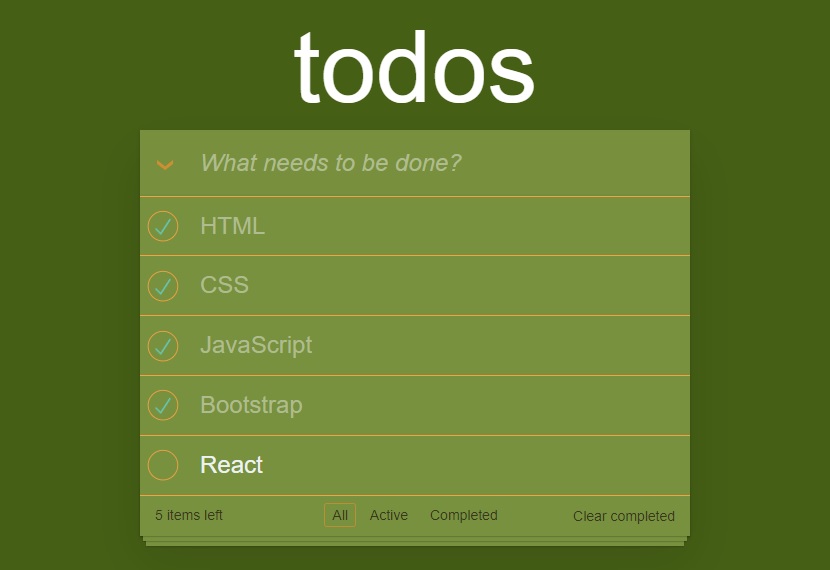 todos
What needs to be done?
HTML
CSS
JavaScript
Bootstrap
React
5 items left All Active Completed Clear completed